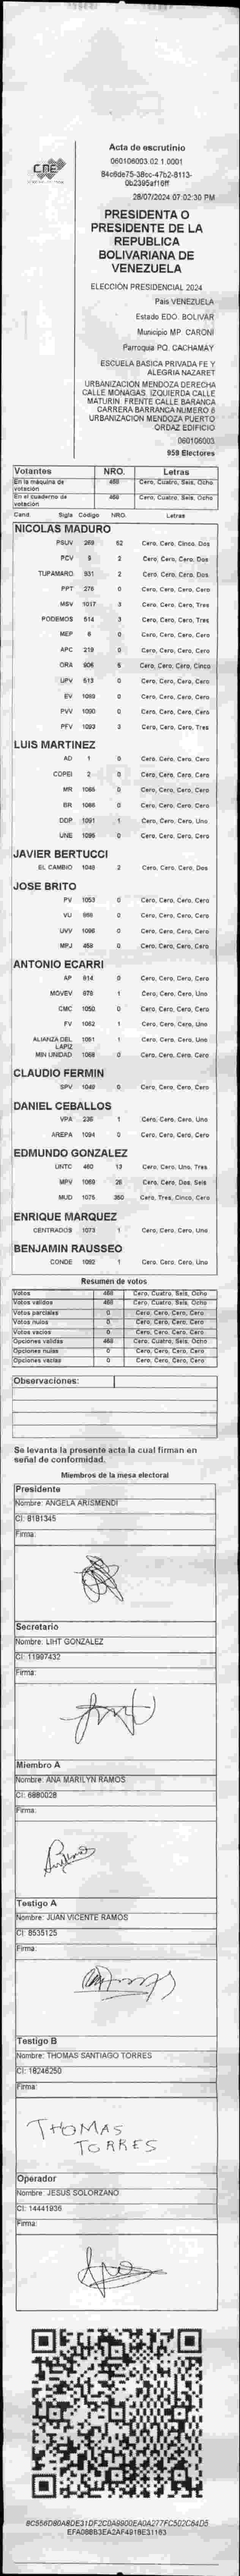 CNE
Acta de escrutinio
060106003.02.1.0001
84c6de75-38cc-47b2-8113-
0b2395af16ff
28/07/2024 07:02:30 PM
PRESIDENTA O
PRESIDENTE DE LA
REPUBLICA
BOLIVARIANA DE
VENEZUELA
ELECCIÓN PRESIDENCIAL 2024
Pais VENEZUELA
Estado EDO. BOLIVAR
Municipio MP. CARONI
Parroquia PQ. CACHAMAY
ESCUELA BASICA PRIVADA FE Y
ALEGRIA NAZARET
URBANIZACION MENDOZA DERECHA
CALLE MONAGAS. IZQUIERDA CALLE
MATURIN. FRENTE CALLE BARANCA
CARRERA BARRANCA NUMERO 8
URBANIZACION MENDOZA PUERTO
ORDAZ EDIFICIO
060106003
958 Electores
Votantes NRO. Letras
En la máquina de votación 468 Cero, Cuatro, Seis, Ocho
En el cuaderno de votación 468 Cero, Cuatro, Seis, Ocho
Cand. Sigla Código NRO. Letras
NICOLAS MADURO
PSUV 269 52 Cero, Cero, Cinco, Dos
PCV 5 2 Cero, Cero, Cero, Dos
TUPAMARO 931 2 Cero, Cero, Cero, Dos
PPT 276 0 Cero, Cero, Cero, Cero
MSV 1017 3 Cero, Cero, Cero, Tres
PODEMOS 614 3 Cero, Cero, Cero, Tres
MEP 6 0 Cero, Cero, Cero, Cero
APC 219 0 Cero, Cero, Cero, Cero
ORA 906 5 Cero, Cero, Cero, Cinco
UPV 513 0 Cero, Cero, Cero, Cero
EV 1089 0 Cero, Cero, Cero, Cero
PVV 1090 0 Cero, Cero, Cero, Cero
PFV 1093 3 Cero, Cero, Cero, Tres
LUIS MARTINEZ
AD 1 0 Cero, Cero, Cero, Cero
COPEI 2 0 Cero, Cero, Cero, Cero
MR 1065 0 Cero, Cero, Cero, Cero
BR 1066 0 Cero, Cero, Cero, Cero
DDP 1091 1 Cero, Cero, Cero, Uno
UNE 1095 0 Cero, Cero, Cero, Cero
JAVIER BERTUCCI
EL CAMBIO 1048 2 Cero, Cero, Cero, Dos
JOSE BRITO
PV 1053 0 Cero, Cero, Cero, Cero
VU 868 0 Cero, Cero, Cero, Cero
UVV 1096 0 Cero, Cero, Cero, Cero
MPJ 458 0 Cero, Cero, Cero, Cero
ANTONIO ECARRI
AP 914 0 Cero, Cero, Cero, Cero
MOVEV 878 1 Cero, Cero, Cero, Uno
CMC 1050 0 Cero, Cero, Cero, Cero
FV 1062 1 Cero, Cero, Cero, Uno
ALIANZA DEL LAPIZ 1051 1 Cero, Cero, Cero, Uno
MIN UNIDAD 1068 0 Cero, Cero, Cero, Cero
CLAUDIO FERMIN
SPV 1049 0 Cero, Cero, Cero, Cero
DANIEL CEBALLOS
VPA 236 1 Cero, Cero, Cero, Uno
AREPA 1094 0 Cero, Cero, Cero, Cero
EDMUNDO GONZALEZ
UNTC 460 13 Cero, Cero, Uno, Tres
MPV 1069 26 Cero, Cero, Dos, Seis
MUD 1075 350 Cero, Tres, Cinco, Cero
ENRIQUE MARQUEZ
CENTRADOS 1073 1 Cero, Cero, Cero, Uno
BENJAMIN RAUSSEO
CONDE 1092 1 Cero, Cero, Cero, Uno
Resumen de votos
Votos 468 Cero, Cuatro, Seis, Ocho
Votos validos 468 Cero, Cuatro, Seis, Ocho
Votos parciales 0 Cero, Cero, Cero, Cero
Votos nulos 0 Cero, Cero, Cero, Cero
Votos vacios 0 Cero, Cero, Cero, Cero
Opciones validas 468 Cero, Cuatro, Seis, Ocho
Opciones nulas 0 Cero, Cero, Cero, Cero
Opciones vacias 0 Cero, Cero, Cero, Cero
Observaciones:
Se levanta la presente acta la cual firman en
señal de conformidad.
Miembros de la mesa electoral
Presidente
Nombre: ANGELA ARISMENDI
CI: 8181345
Firma:
Secretario
Nombre: LIHT GONZALEZ
CI: 11997432
Firma:
Miembro A
Nombre: ANA MARILYN RAMOS
CI: 6880028
Firma:
Testigo A
Nombre: JUAN VICENTE RAMOS
CI: 8535125
Firma:
Testigo B
Nombre: THOMAS SANTIAGO TORRES
CI: 18246250
Firma:
THOMAS
TORRES
Operador
Nombre: JESUS SOLORZANO
CI: 14441936
Firma:
8C556D80A8DE31DF2C0A9900EA0A277FC502C64D5
EFA088B3EA2AF4918E31163